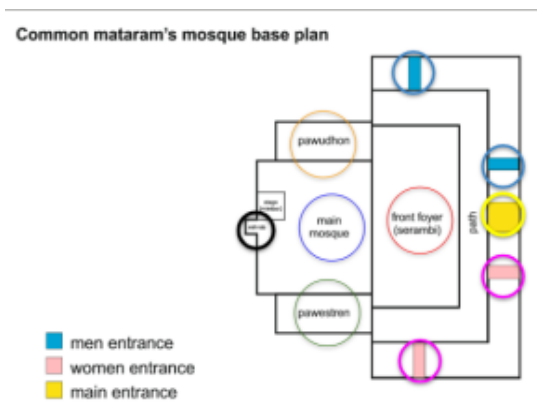 Common mataram's mosque base plan
pawudhon
main
mosque
front foyer
(serambi)
path
pawestren
men entrance
women entrance
main entrance